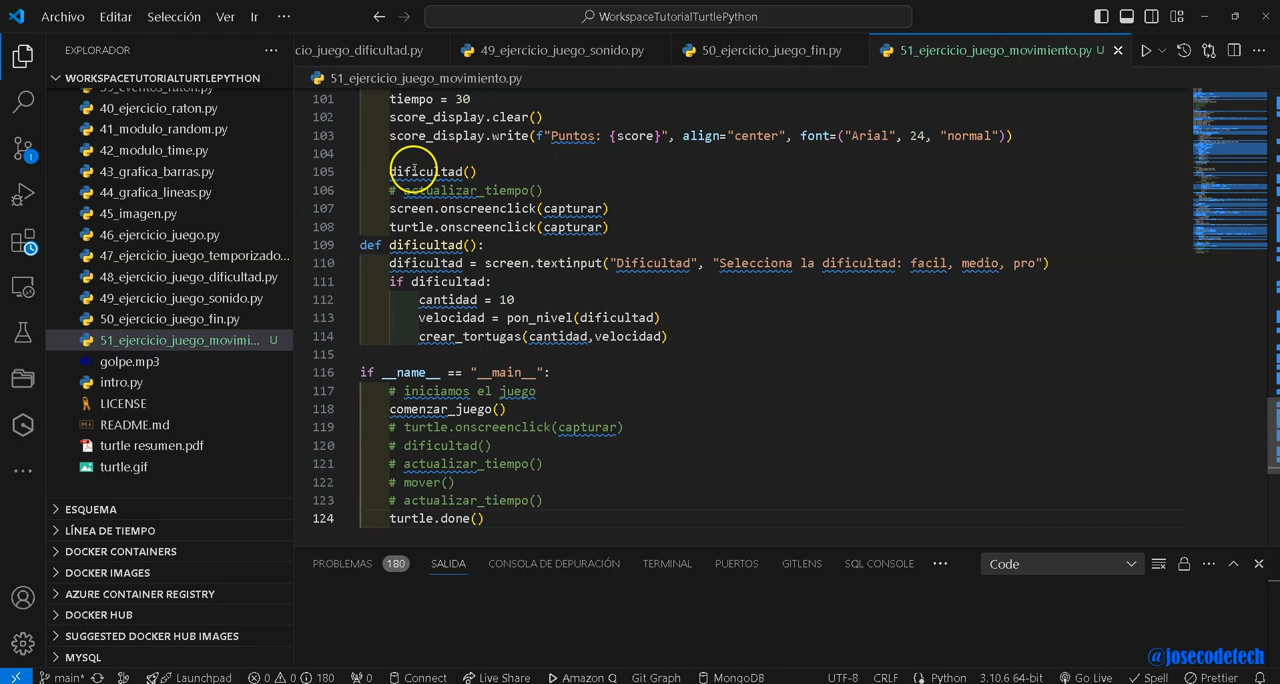 Archivo Editar Selección Ver Ir ··· WorkspaceTutorialTurtlePython
EXPLORADOR ···
cio_juego_dificultad.py 49_ejercicio_juego_sonido.py 50_ejercicio_juego_fin.py 51_ejercicio_juego_movimiento.py U
WORKSPACETUTORIALTURTLEPYTHON
39_eventos_raton.py
40_ejercicio_raton.py
41_modulo_random.py
42_modulo_time.py
43_grafica_barras.py
44_grafica_lineas.py
45_imagen.py
46_ejercicio_juego.py
47_ejercicio_juego_temporizado...
48_ejercicio_juego_dificultad.py
49_ejercicio_juego_sonido.py
50_ejercicio_juego_fin.py
51_ejercicio_juego_movimi... U
golpe.mp3
intro.py
LICENSE
README.md
turtle resumen.pdf
turtle.gif
ESQUEMA
LÍNEA DE TIEMPO
DOCKER CONTAINERS
DOCKER IMAGES
AZURE CONTAINER REGISTRY
DOCKER HUB
SUGGESTED DOCKER HUB IMAGES
MYSQL
51_ejercicio_juego_movimiento.py
101 tiempo = 30
102 score_display.clear()
103 score_display.write(f"Puntos: {score}", align="center", font=("Arial", 24, "normal"))
104
105 dificultad()
106 # actualizar_tiempo()
107 screen.onscreenclick(capturar)
108 turtle.onscreenclick(capturar)
109 def dificultad():
110 dificultad = screen.textinput("Dificultad", "Selecciona la dificultad: facil, medio, pro")
111 if dificultad:
112 cantidad = 10
113 velocidad = pon_nivel(dificultad)
114 crear_tortugas(cantidad,velocidad)
115
116 if __name__ == "__main__":
117 # iniciamos el juego
118 comenzar_juego()
119 # turtle.onscreenclick(capturar)
120 # dificultad()
121 # actualizar_tiempo()
122 # mover()
123 # actualizar_tiempo()
124 turtle.done()
PROBLEMAS 180 SALIDA CONSOLA DE DEPURACIÓN TERMINAL PUERTOS GITLENS SQL CONSOLE ··· Code
@josecodetech
main* Launchpad 0 0 180 0 Connect Live Share Amazon Q Git Graph MongoDB UTF-8 CRLF Python 3.10.6 64-bit Go Live Spell Prettier